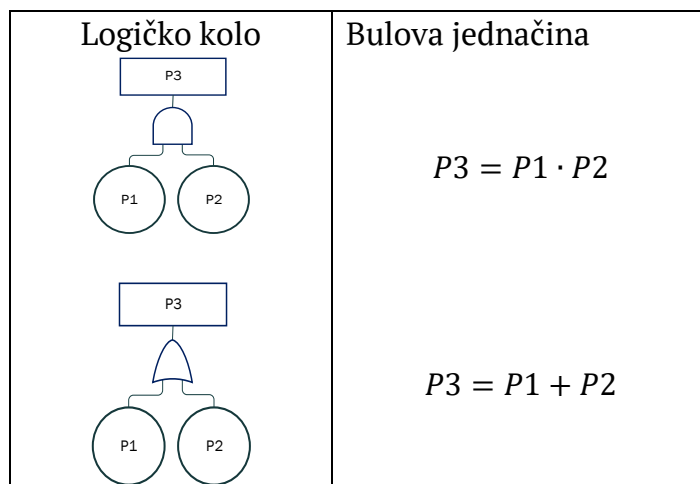 Logičko kolo
Bulova jednačina
P3
P1
P2
P3 = P1 · P2
P3
P1
P2
P3 = P1 + P2